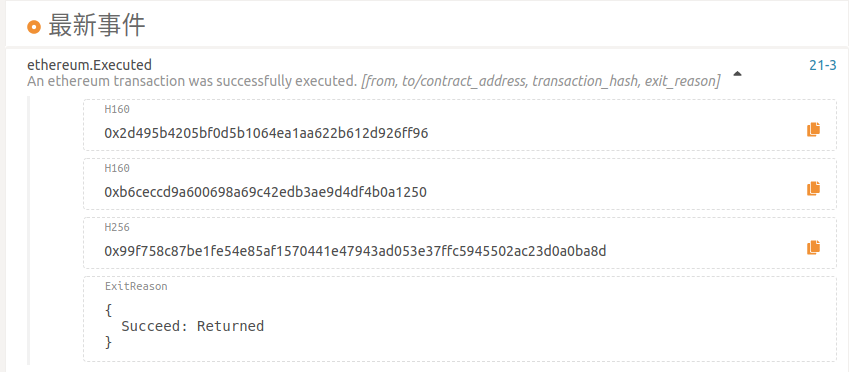 最新事件
ethereum.Executed
21-3
An ethereum transaction was successfully executed. [from, to/contract_address, transaction_hash, exit_reason]
H160
0x2d495b4205bf0d5b1064ea1aa622b612d926ff96
H160
0xb6ceccd9a600698a69c42edb3ae9d4df4b0a1250
H256
0x99f758c87be1fe54e85af1570441e47943ad053e37ffc5945502ac23d0a0ba8d
ExitReason
{
Succeed: Returned
}